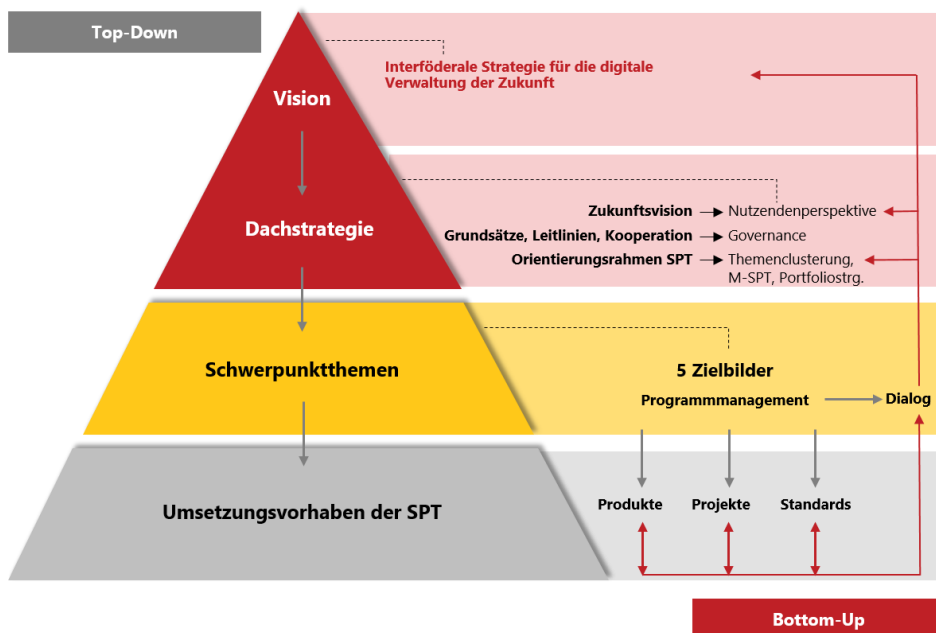 Top-Down
Interföderale Strategie für die digitale
Verwaltung der Zukunft
Vision
Zukunftsvision Nutzendenperspektive
Dachstrategie
Grundsätze, Leitlinien, Kooperation Governance
Orientierungsrahmen SPT Themenclusterung,
M-SPT, Portfoliostrg.
Schwerpunktthemen
5 Zielbilder
Programmmanagement Dialog
Umsetzungsvorhaben der SPT
Produkte Projekte Standards
Bottom-Up